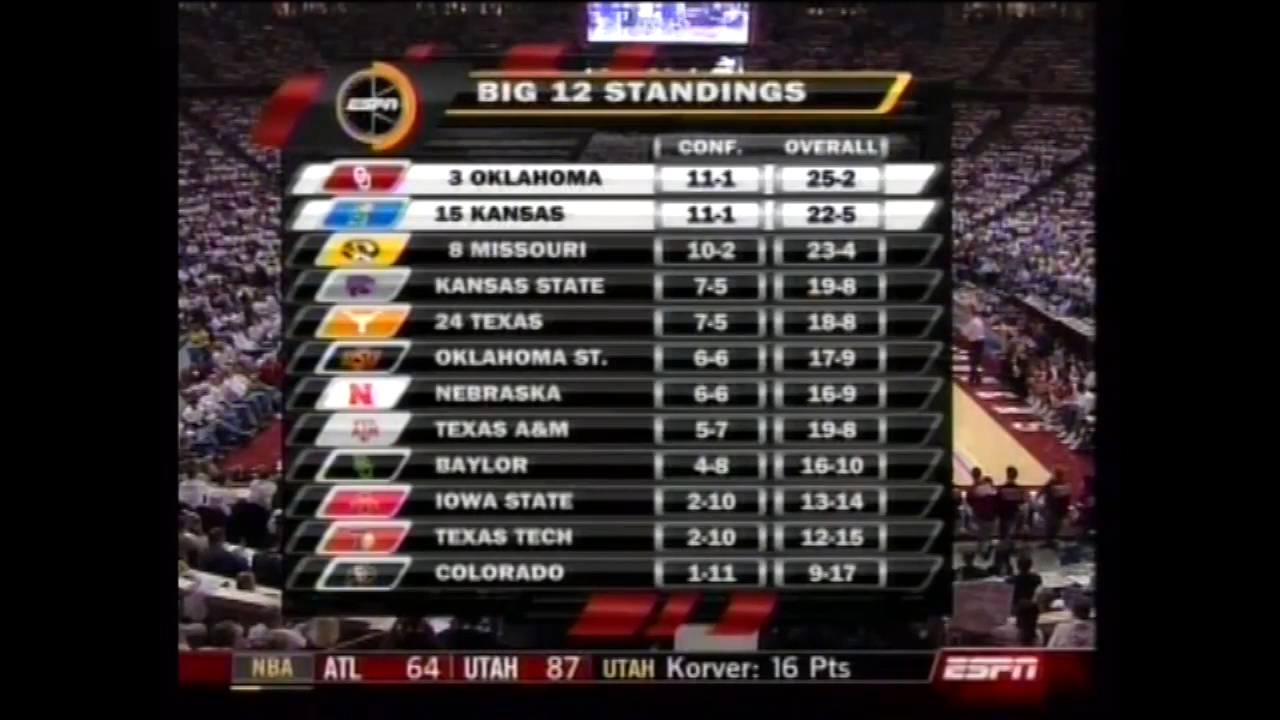 ESPN BIG 12 STANDINGS
CONF. OVERALL
OU 3 OKLAHOMA 11-1 25-2
15 KANSAS 11-1 22-5
8 MISSOURI 10-2 23-4
KANSAS STATE 7-5 19-8
24 TEXAS 7-5 18-8
OKLAHOMA ST. 6-6 17-9
N NEBRASKA 6-6 16-9
ATM TEXAS A&M 5-7 19-8
BAYLOR 4-8 16-10
IOWA STATE 2-10 13-14
TEXAS TECH 2-10 12-15
COLORADO 1-11 9-17
NBA ATL 64 UTAH 87 UTAH Korver: 16 Pts ESPN